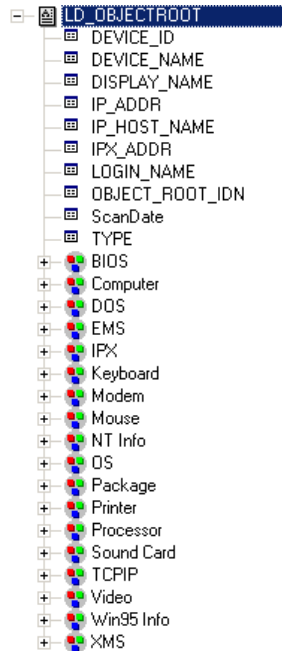 LD_OBJECTROOT
DEVICE_ID
DEVICE_NAME
DISPLAY_NAME
IP_ADDR
IP_HOST_NAME
IPX_ADDR
LOGIN_NAME
OBJECT_ROOT_IDN
ScanDate
TYPE
BIOS
Computer
DOS
EMS
IPX
Keyboard
Modem
Mouse
NT Info
OS
Package
Printer
Processor
Sound Card
TCPIP
Video
Win95 Info
XMS